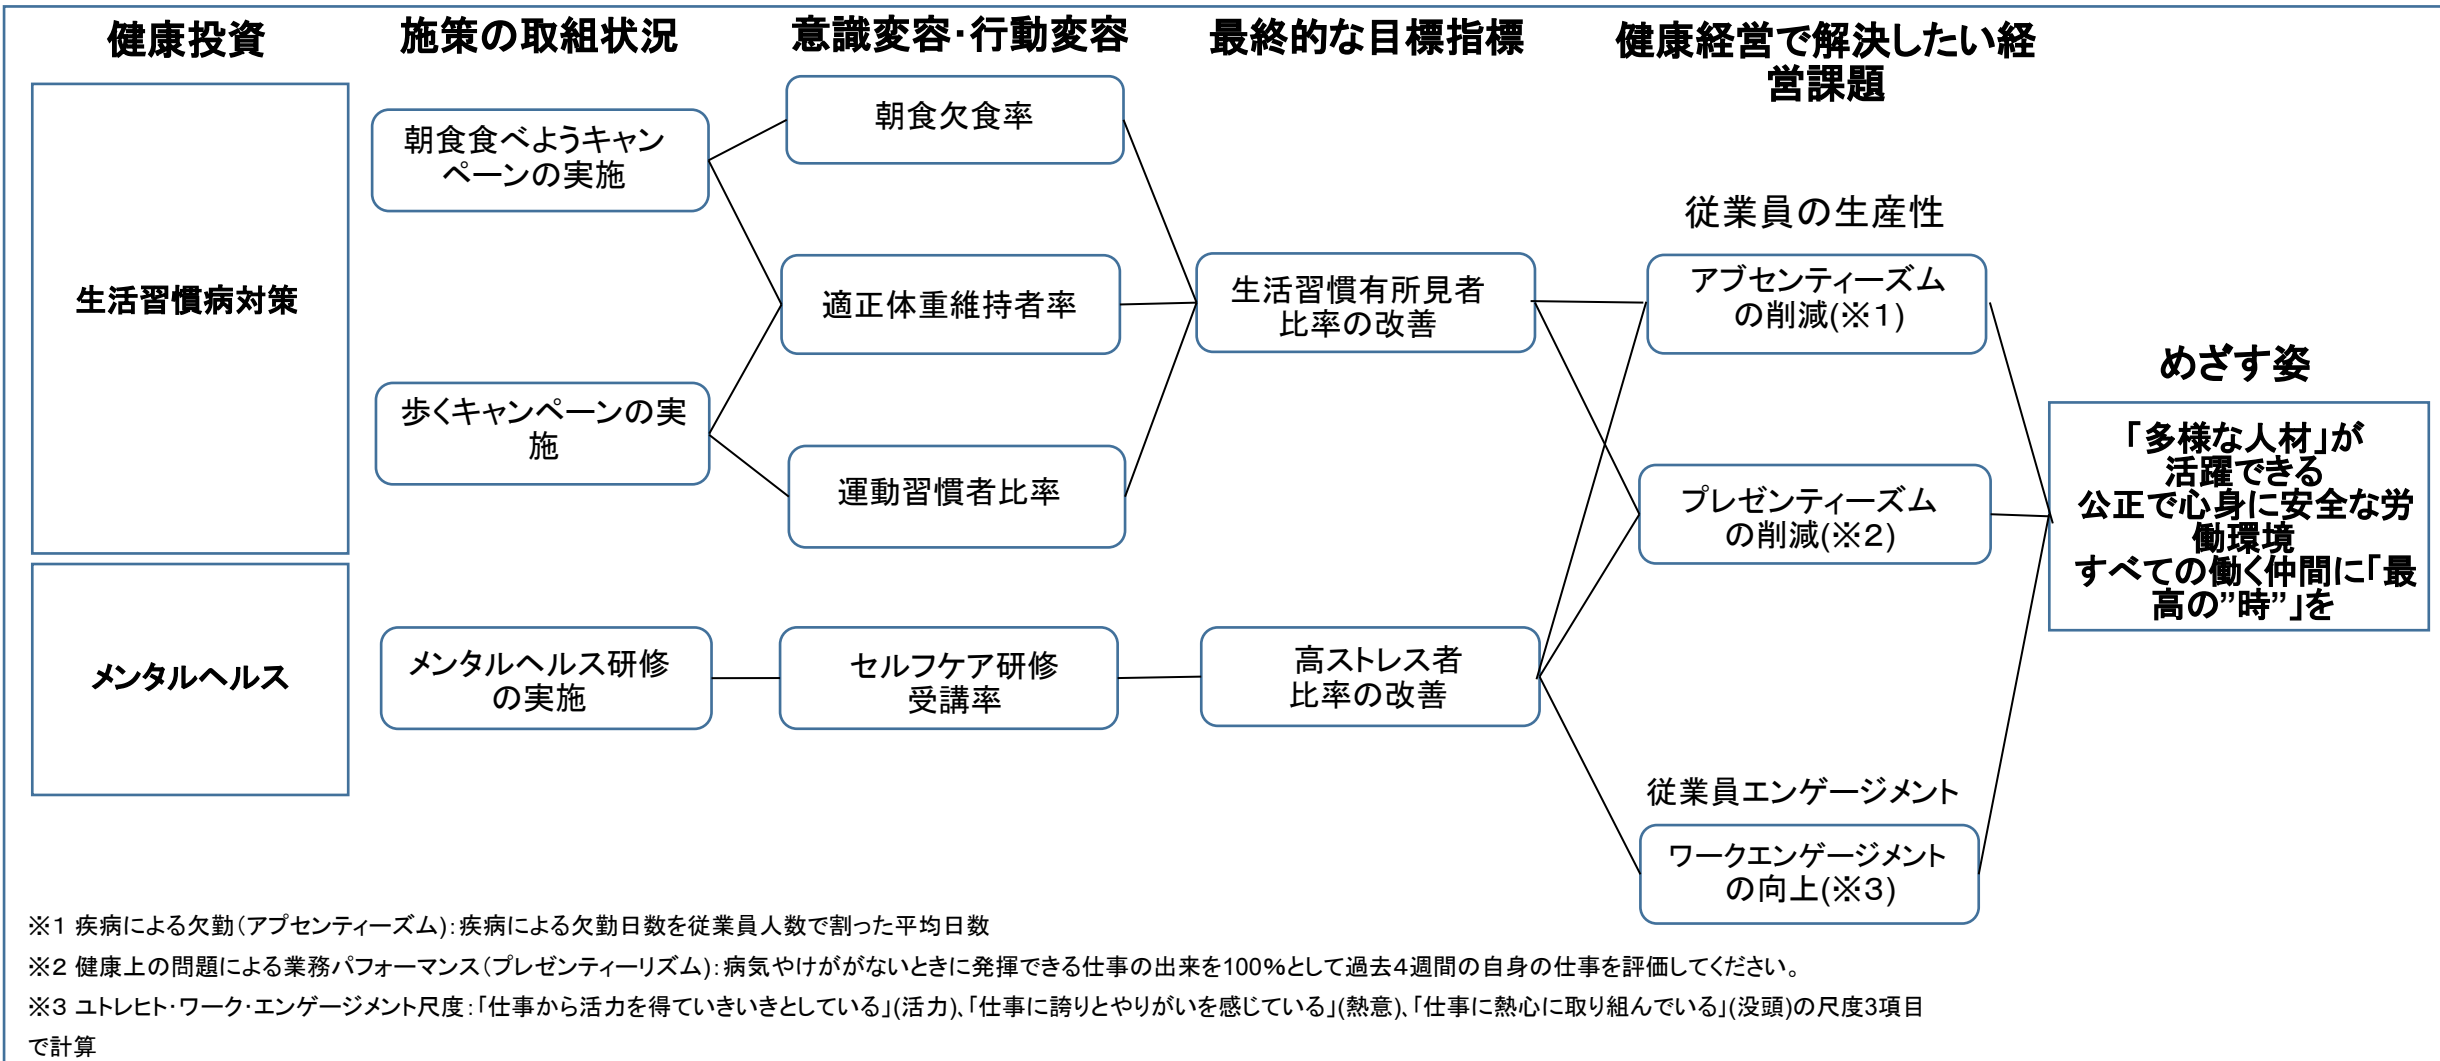 健康投資
施策の取組状況
意識変容・行動変容
最終的な目標指標
健康経営で解決したい経
営課題
生活習慣病対策
メンタルヘルス
朝食食べようキャン
ペーンの実施
歩くキャンペーンの実
施
メンタルヘルス研修
の実施
朝食欠食率
適正体重維持者率
運動習慣者比率
セルフケア研修
受講率
生活習慣有所見者
比率の改善
高ストレス者
比率の改善
従業員の生産性
アブセンティーズム
の削減(※1)
プレゼンティーズム
の削減(※2)
従業員エンゲージメント
ワークエンゲージメント
の向上(※3)
めざす姿
「多様な人材」が
活躍できる
公正で心身に安全な労
働環境
すべての働く仲間に「最
高の”時”」を
※1 疾病による欠勤(アプセンティーズム):疾病による欠勤日数を従業員人数で割った平均日数
※2 健康上の問題による業務パフォーマンス(プレゼンティーリズム):病気やけががないときに発揮できる仕事の出来を100%として過去4週間の自身の仕事を評価してください。
※3 ユトレヒト・ワーク・エンゲージメント尺度:「仕事から活力を得ていきいきとしている」(活力)、「仕事に誇りとやりがいを感じている」(熱意)、「仕事に熱心に取り組んでいる」(没頭)の尺度3項目
で計算